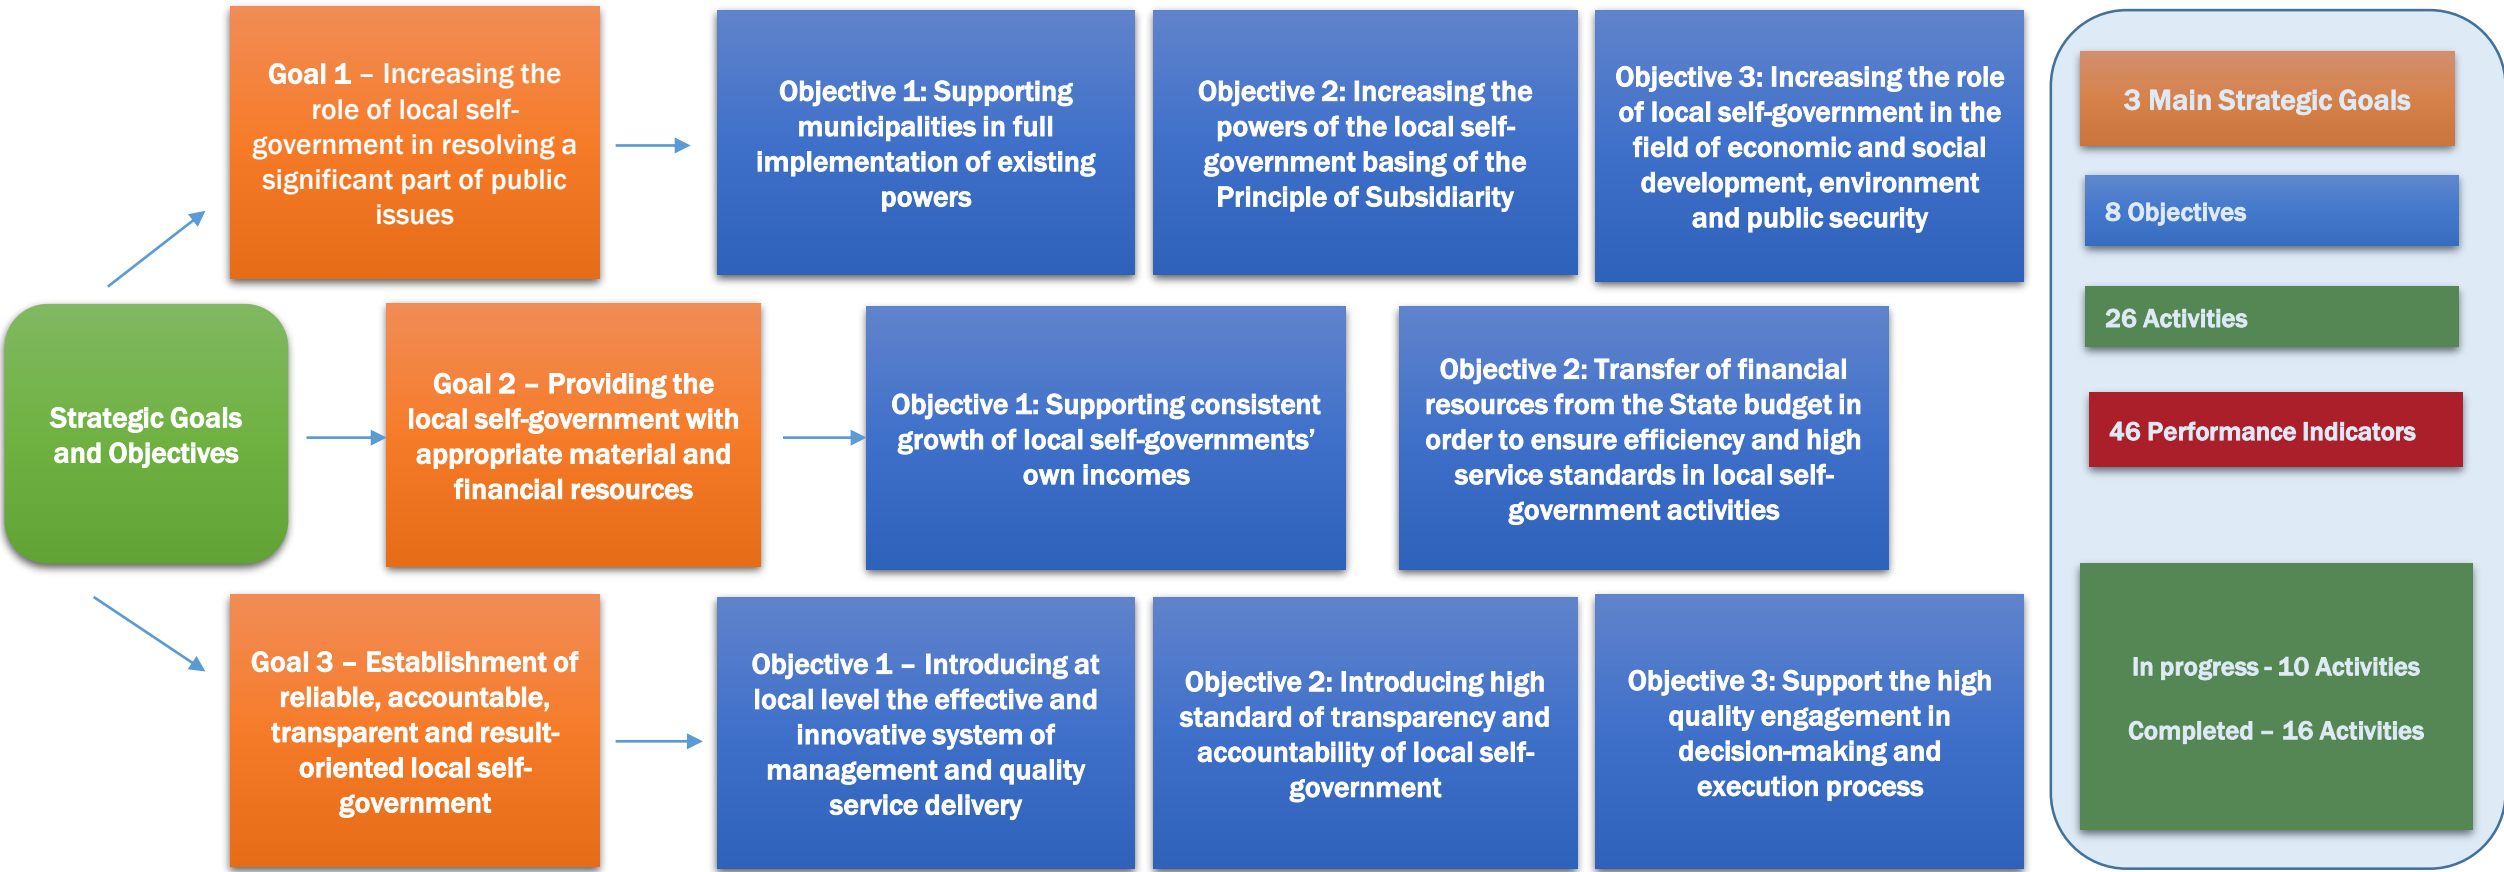 Goal 1 – Increasing the
role of local self-
government in resolving a
significant part of public
issues
Objective 1: Supporting
municipalities in full
implementation of existing
powers
Objective 2: Increasing the
powers of the local self-
government basing of the
Principle of Subsidiarity
Objective 3: Increasing the role
of local self-government in the
field of economic and social
development, environment
and public security
Strategic Goals
and Objectives
Goal 2 – Providing the
local self-government with
appropriate material and
financial resources
Objective 1: Supporting consistent
growth of local self-governments’
own incomes
Objective 2: Transfer of financial
resources from the State budget in
order to ensure efficiency and high
service standards in local self-
government activities
Goal 3 – Establishment of
reliable, accountable,
transparent and result-
oriented local self-
government
Objective 1 – Introducing at
local level the effective and
innovative system of
management and quality
service delivery
Objective 2: Introducing high
standard of transparency and
accountability of local self-
government
Objective 3: Support the high
quality engagement in
decision-making and
execution process
3 Main Strategic Goals
8 Objectives
26 Activities
46 Performance Indicators
In progress - 10 Activities
Completed – 16 Activities